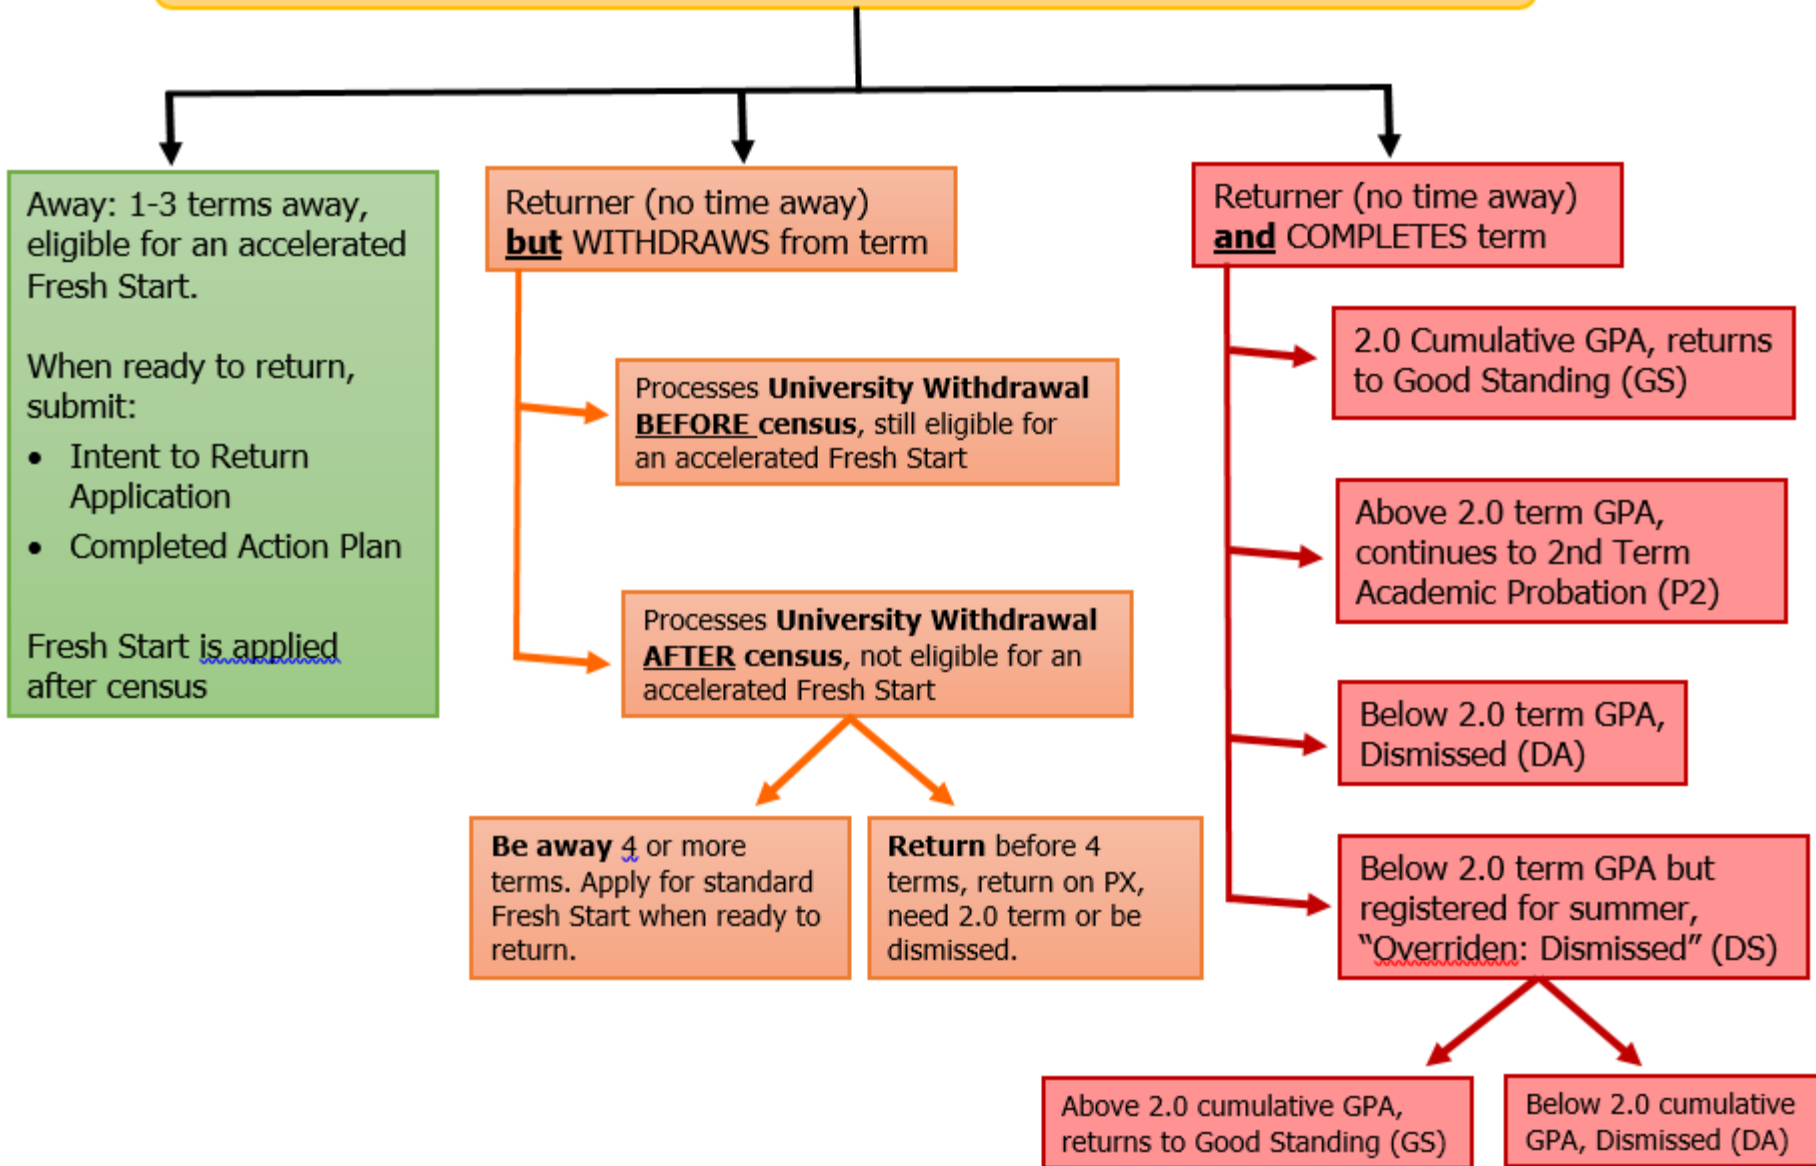 Away: 1-3 terms away,
eligible for an accelerated
Fresh Start.
When ready to return,
submit:
• Intent to Return
Application
• Completed Action Plan
Fresh Start is applied
after census
Returner (no time away)
but WITHDRAWS from term
Processes University Withdrawal
BEFORE census, still eligible for
an accelerated Fresh Start
Processes University Withdrawal
AFTER census, not eligible for an
accelerated Fresh Start
Be away 4 or more
terms. Apply for standard
Fresh Start when ready to
return.
Return before 4
terms, return on PX,
need 2.0 term or be
dismissed.
Returner (no time away)
and COMPLETES term
2.0 Cumulative GPA, returns
to Good Standing (GS)
Above 2.0 term GPA,
continues to 2nd Term
Academic Probation (P2)
Below 2.0 term GPA,
Dismissed (DA)
Below 2.0 term GPA but
registered for summer,
“Overriden: Dismissed” (DS)
Above 2.0 cumulative GPA,
returns to Good Standing (GS)
Below 2.0 cumulative
GPA, Dismissed (DA)